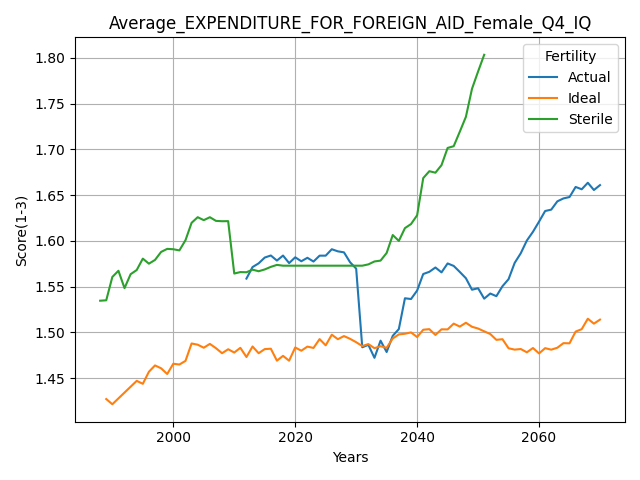 Average_EXPENDITURE_FOR_FOREIGN_AID_Female_Q4_IQ
Fertility
Actual
Ideal
Sterile
Score(1-3)
1.80
1.75
1.70
1.65
1.60
1.55
1.50
1.45
2000
2020
2040
2060
Years